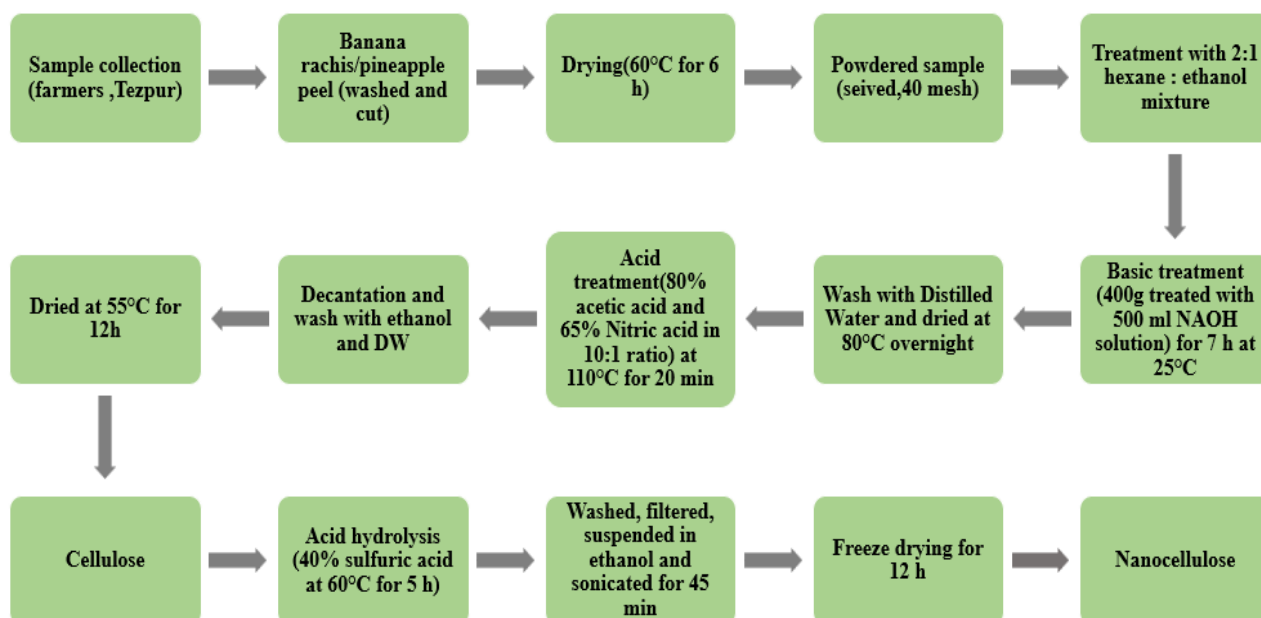 Sample collection
(farmers ,Tezpur)
Banana
rachis/pineapple
peel (washed and
cut)
Drying(60°C for 6
h)
Powdered sample
(seived,40 mesh)
Treatment with 2:1
hexane : ethanol
mixture
Basic treatment
(400g treated with
500 ml NAOH
solution) for 7 h at
25°C
Wash with Distilled
Water and dried at
80°C overnight
Acid
treatment(80%
acetic acid and
65% Nitric acid in
10:1 ratio) at
110°C for 20 min
Decantation and
wash with ethanol
and DW
Dried at 55°C for
12h
Cellulose
Acid hydrolysis
(40% sulfuric acid
at 60°C for 5 h)
Washed, filtered,
suspended in
ethanol and
sonicated for 45
min
Freeze drying for
12 h
Nanocellulose